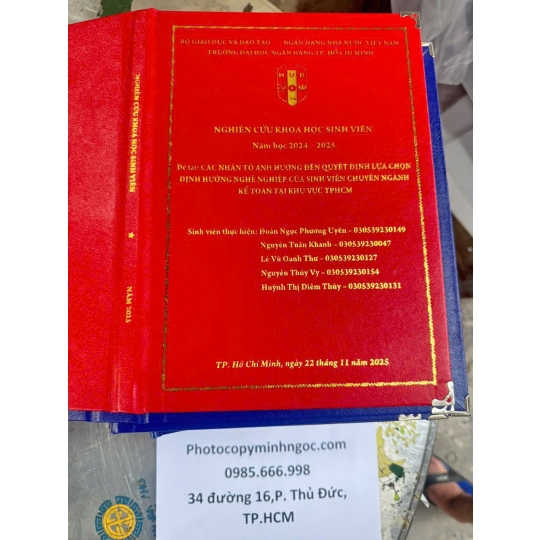 BỘ GIÁO DỤC VÀ ĐÀO TẠO NGÂN HÀNG NHÀ NƯỚC VIỆT NAM
TRƯỜNG ĐẠI HỌC NGÂN HÀNG TP. HỒ CHÍ MINH
HUB
NGHIÊN CỨU KHOA HỌC SINH VIÊN
Năm học 2024 – 2025
Đề tài: CÁC NHÂN TỐ ẢNH HƯỞNG ĐẾN QUYẾT ĐỊNH LỰA CHỌN
ĐỊNH HƯỚNG NGHỀ NGHIỆP CỦA SINH VIÊN CHUYÊN NGÀNH
KẾ TOÁN TẠI KHU VỰC TPHCM
Sinh viên thực hiện: Đoàn Ngọc Phương Uyên – 030539230149
Nguyễn Tuấn Khanh – 030539230047
Lê Vũ Oanh Thư – 030539230127
Nguyễn Thúy Vy – 030539230154
Huỳnh Thị Diễm Thúy – 030539230131
TP. Hồ Chí Minh, ngày 22 tháng 11 năm 2025
NGHIÊN CỨU KHOA HỌC SINH VIÊN
NĂM 2025
Photocopyminhngoc.com
0985.666.998
34 đường 16,P. Thủ Đức,
TP.HCM